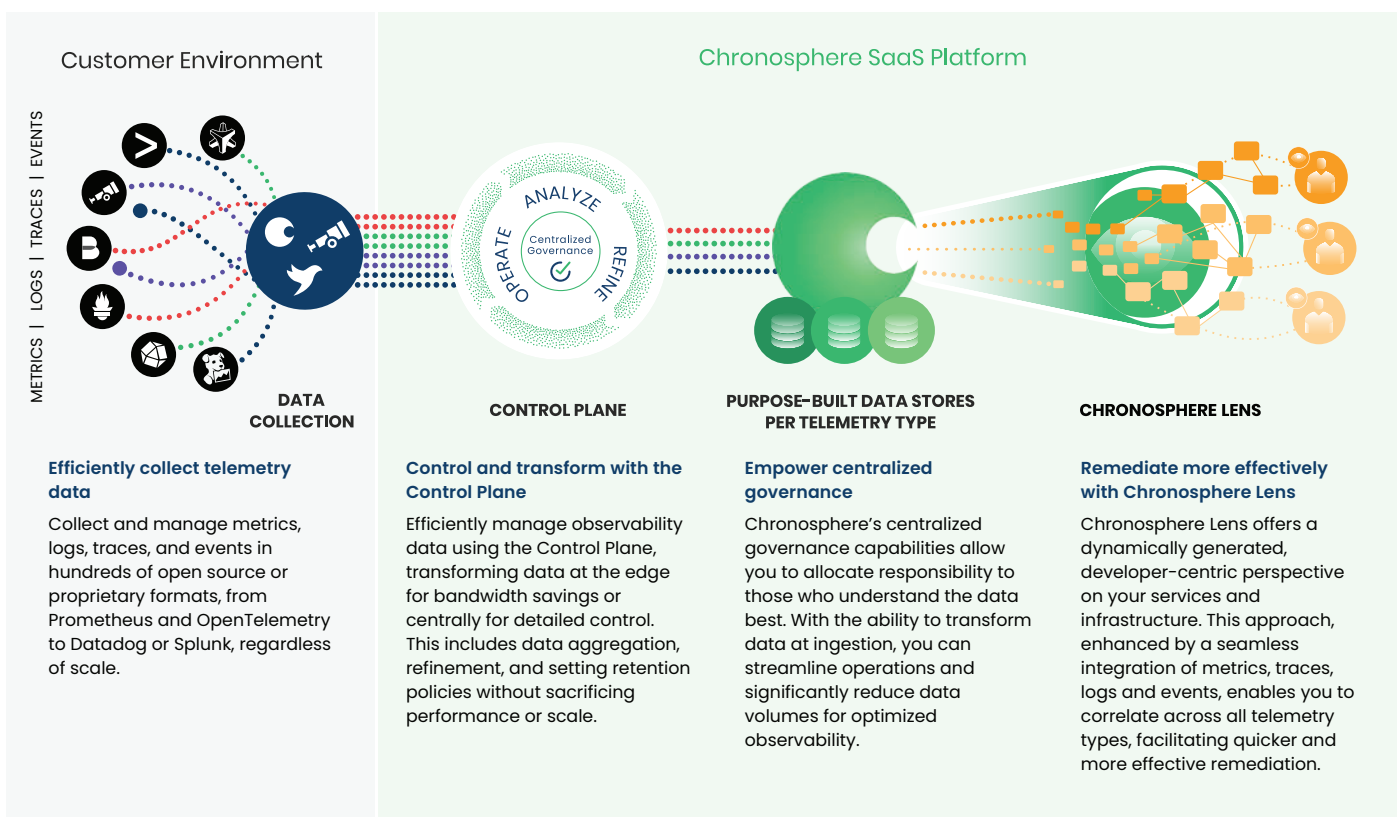 Customer Environment
Chronosphere SaaS Platform
METRICS | LOGS | TRACES | EVENTS
ANALYZE
REFINE
OPERATE
Centralized
Governance
DATA
COLLECTION
CONTROL PLANE
PURPOSE-BUILT DATA STORES
PER TELEMETRY TYPE
CHRONOSPHERE LENS
Efficiently collect telemetry
data
Collect and manage metrics,
logs, traces, and events in
hundreds of open source or
proprietary formats, from
Prometheus and OpenTelemetry
to Datadog or Splunk, regardless
of scale.
Control and transform with the
Control Plane
Efficiently manage observability
data using the Control Plane,
transforming data at the edge
for bandwidth savings or
centrally for detailed control.
This includes data aggregation,
refinement, and setting retention
policies without sacrificing
performance or scale.
Empower centralized
governance
Chronosphere’s centralized
governance capabilities allow
you to allocate responsibility to
those who understand the data
best. With the ability to transform
data at ingestion, you can
streamline operations and
significantly reduce data
volumes for optimized
observability.
Remediate more effectively
with Chronosphere Lens
Chronosphere Lens offers a
dynamically generated,
developer-centric perspective
on your services and
infrastructure. This approach,
enhanced by a seamless
integration of metrics, traces,
logs and events, enables you to
correlate across all telemetry
types, facilitating quicker and
more effective remediation.